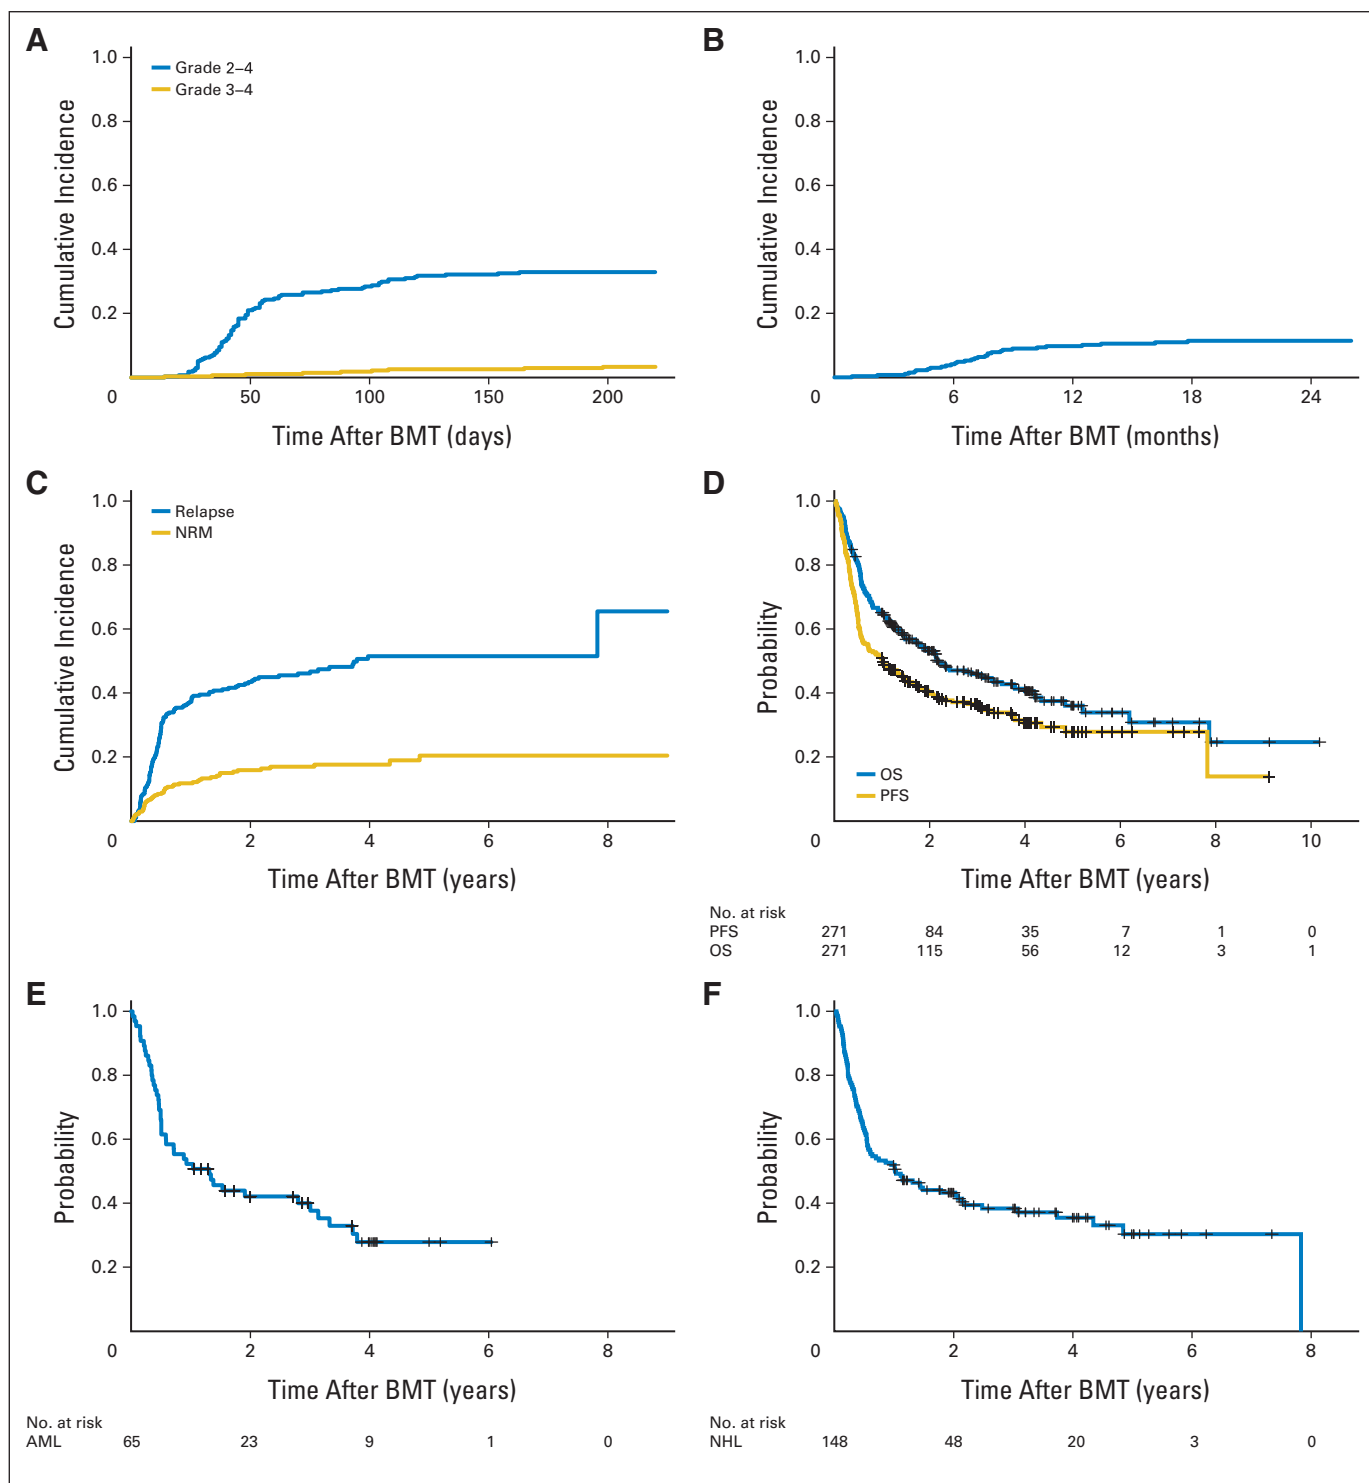 A
Cumulative Incidence
1.0
0.8
0.6
0.4
0.2
Grade 2–4
Grade 3–4
0 50 100 150 200
Time After BMT (days)
B
Cumulative Incidence
1.0
0.8
0.6
0.4
0.2
0 6 12 18 24
Time After BMT (months)
C
Cumulative Incidence
1.0
0.8
0.6
0.4
0.2
Relapse
NRM
0 2 4 6 8
Time After BMT (years)
D
Probability
1.0
0.8
0.6
0.4
0.2
OS
PFS
0 2 4 6 8 10
Time After BMT (years)
No. at risk
PFS 271 84 35 7 1 0
OS 271 115 56 12 3 1
E
Probability
1.0
0.8
0.6
0.4
0.2
0 2 4 6 8
Time After BMT (years)
No. at risk
AML 65 23 9 1 0
F
Probability
1.0
0.8
0.6
0.4
0.2
0 2 4 6 8
Time After BMT (years)
No. at risk
NHL 148 48 20 3 0